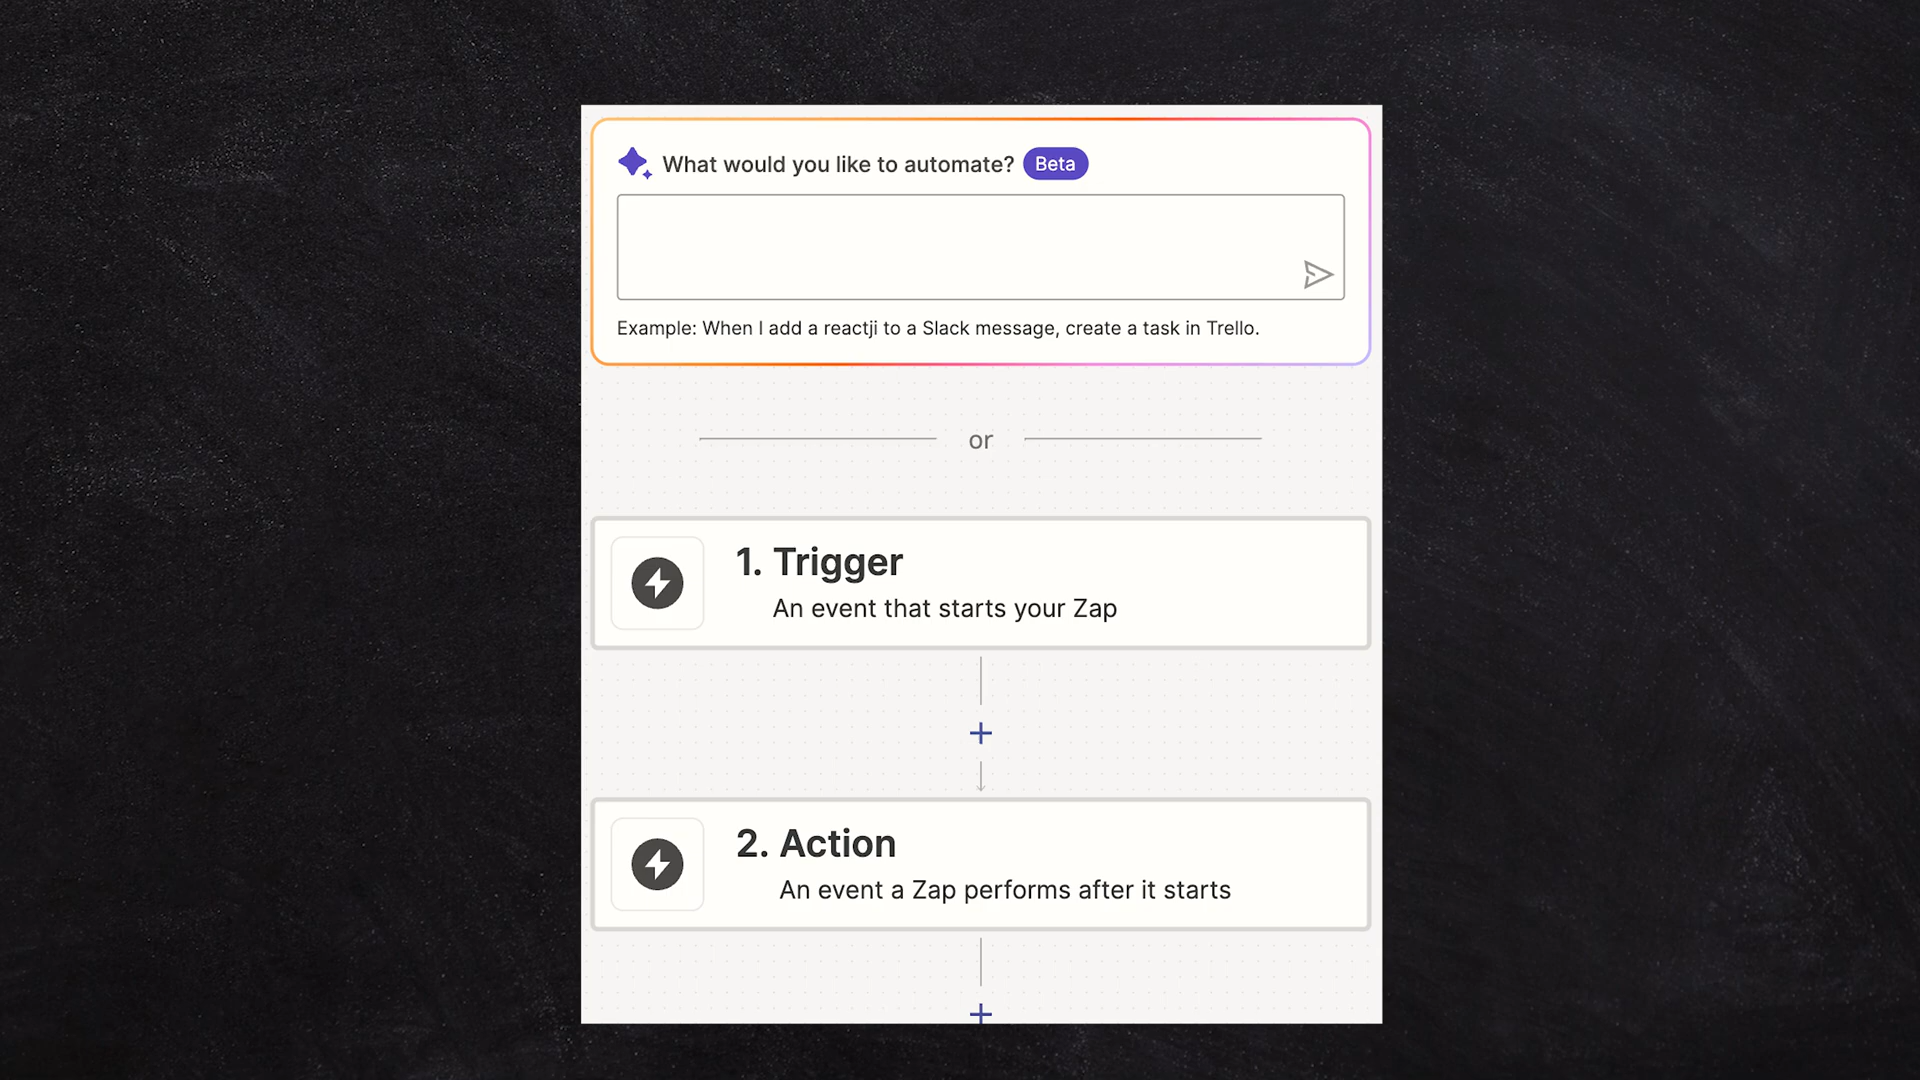 What would you like to automate? Beta
Example: When I add a reactji to a Slack message, create a task in Trello.
or
1. Trigger
An event that starts your Zap
2. Action
An event a Zap performs after it starts